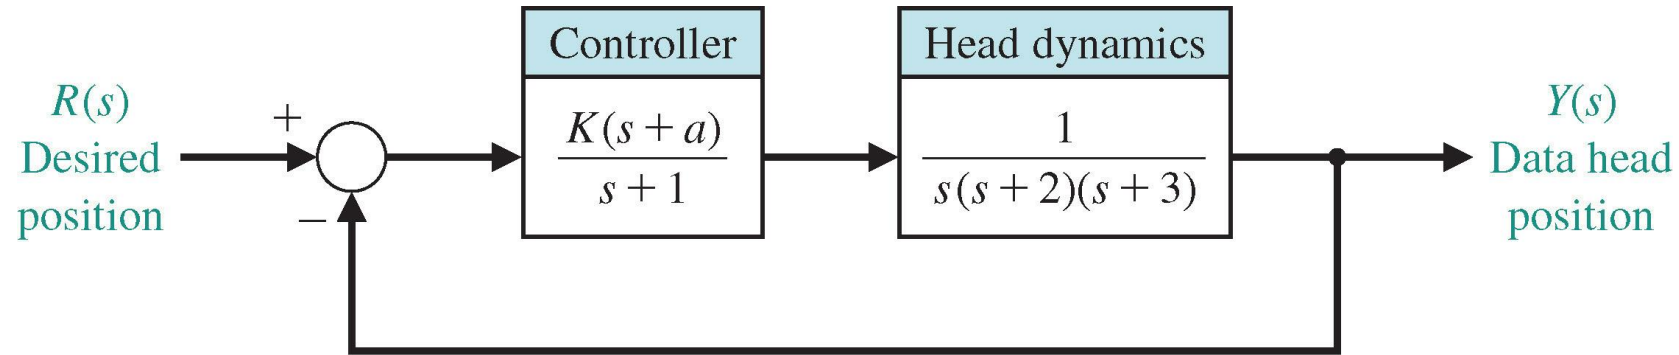 R(s)
Desired
position
+
−
Controller
K(s + a)
s + 1
Head dynamics
1
s(s + 2)(s + 3)
Y(s)
Data head
position